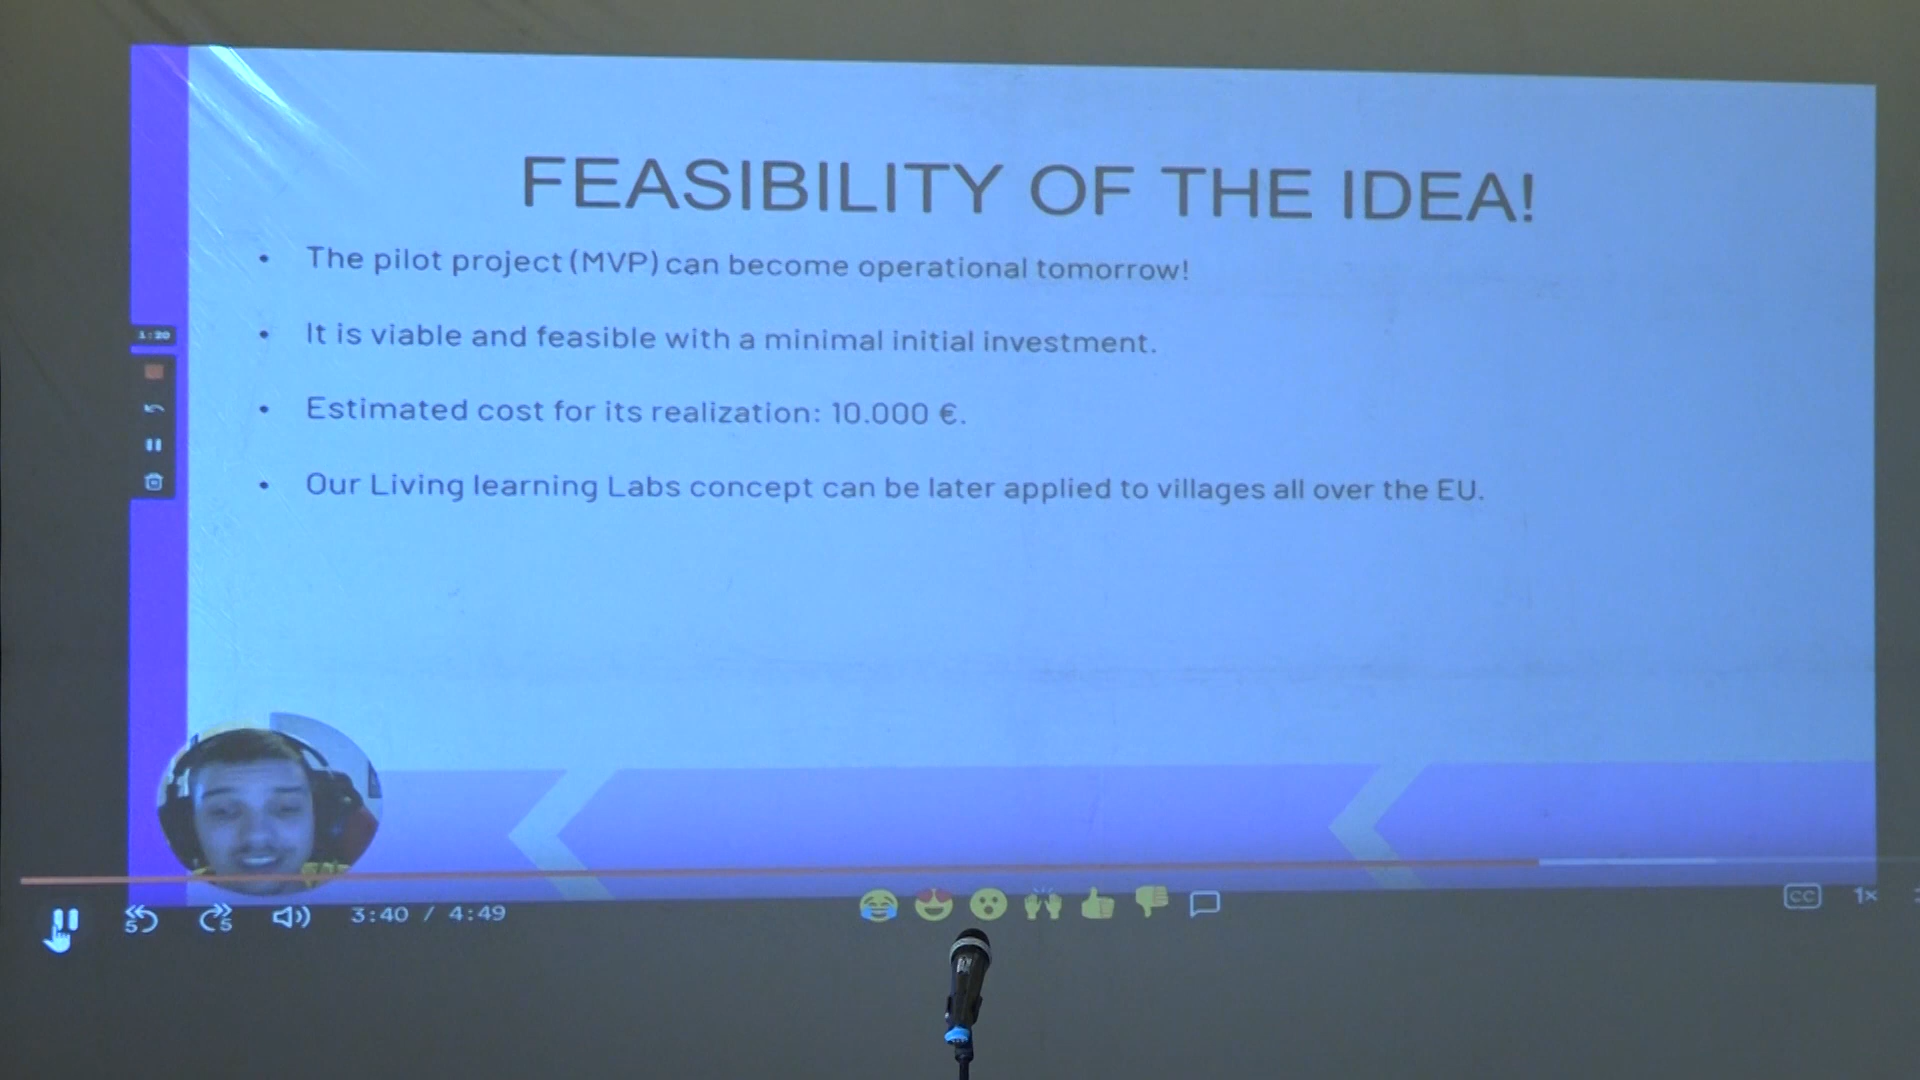 FEASIBILITY OF THE IDEA!
• The pilot project (MVP) can become operational tomorrow!
• It is viable and feasible with a minimal initial investment.
• Estimated cost for its realization: 10.000 €.
• Our Living learning Labs concept can be later applied to villages all over the EU.
1:20
5 5 3:40 / 4:49 CC 1x